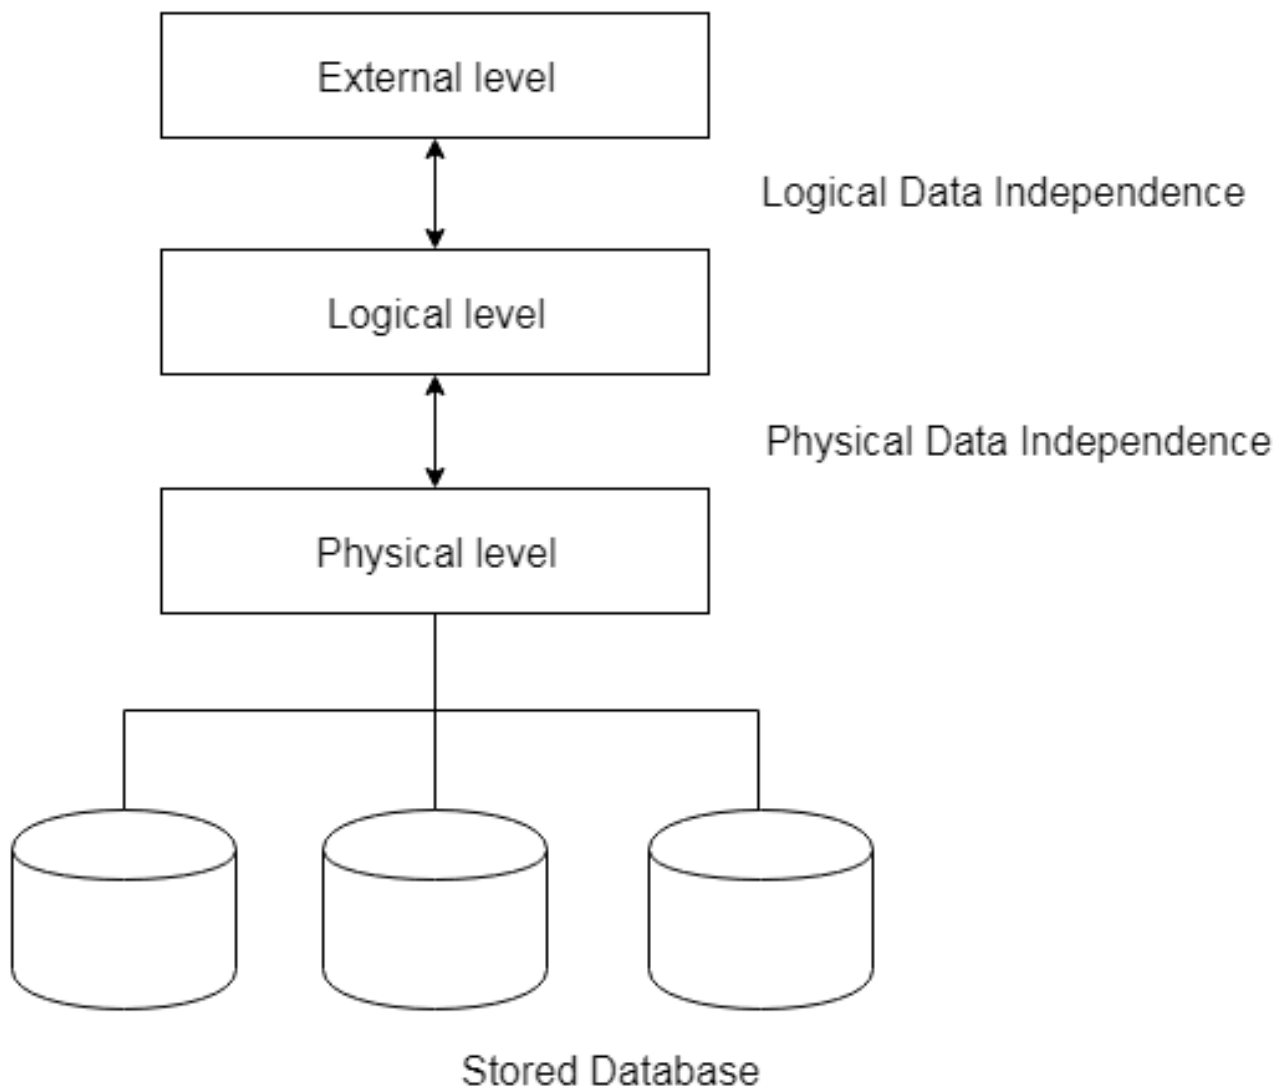 External level
Logical Data Independence
Logical level
Physical Data Independence
Physical level
Stored Database